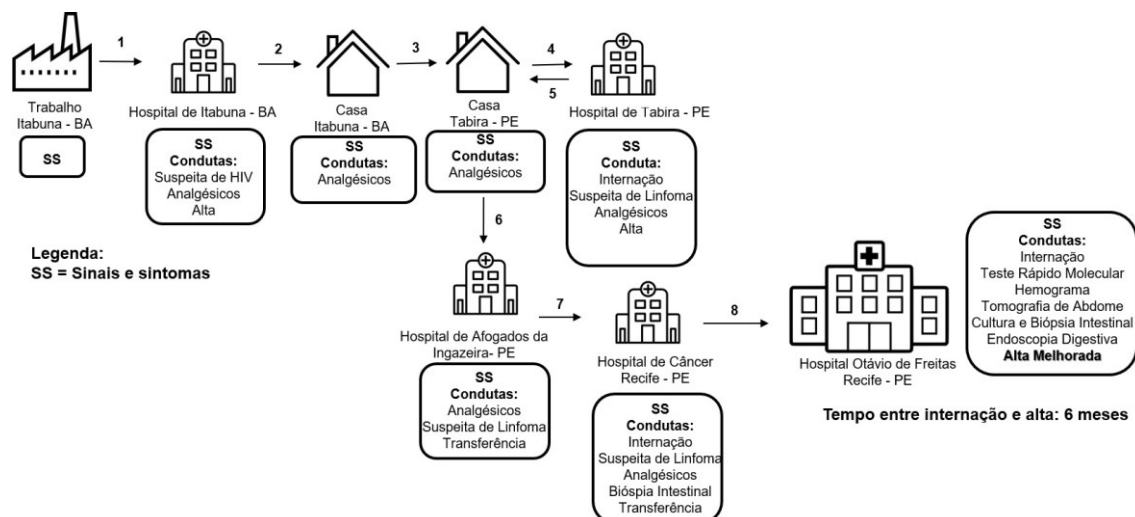 1
2
3
4
5
Trabalho
Itabuna - BA
SS
Hospital de Itabuna - BA
SS
Condutas:
Suspeita de HIV
Analgésicos
Alta
Casa
Itabuna - BA
SS
Condutas:
Analgésicos
Casa
Tabira - PE
SS
Condutas:
Analgésicos
Hospital de Tabira - PE
SS
Conduta:
Internação
Suspeita de Linfoma
Analgésicos
Alta
Legenda:
SS = Sinais e sintomas
6
Hospital de Afogados da
Ingazeira- PE
SS
Condutas:
Analgésicos
Suspeita de Linfoma
Transferência
7
Hospital de Câncer
Recife - PE
SS
Condutas:
Internação
Suspeita de Linfoma
Analgésicos
Bióspia Intestinal
Transferência
8
Hospital Otávio de Freitas
Recife - PE
SS
Condutas:
Internação
Teste Rápido Molecular
Hemograma
Tomografia de Abdome
Cultura e Biópsia Intestinal
Endoscopia Digestiva
Alta Melhorada
Tempo entre internação e alta: 6 meses